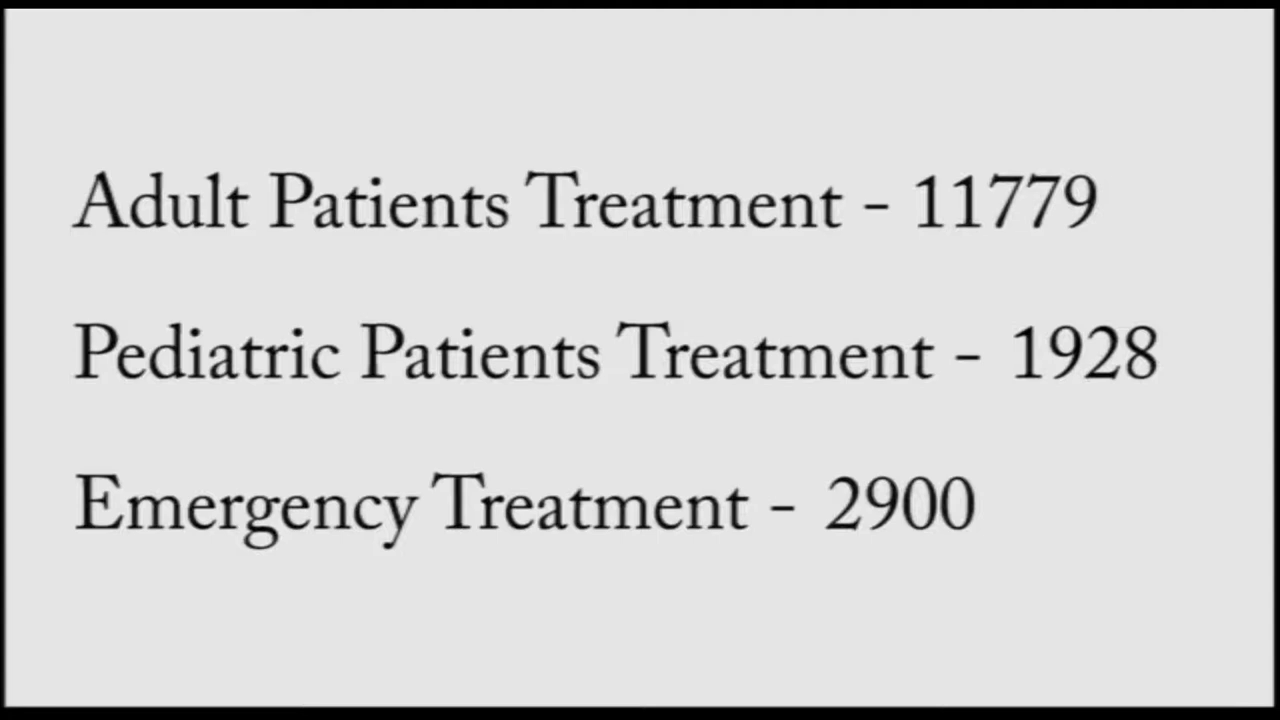 Adult Patients Treatment - 11779
Pediatric Patients Treatment - 1928
Emergency Treatment - 2900